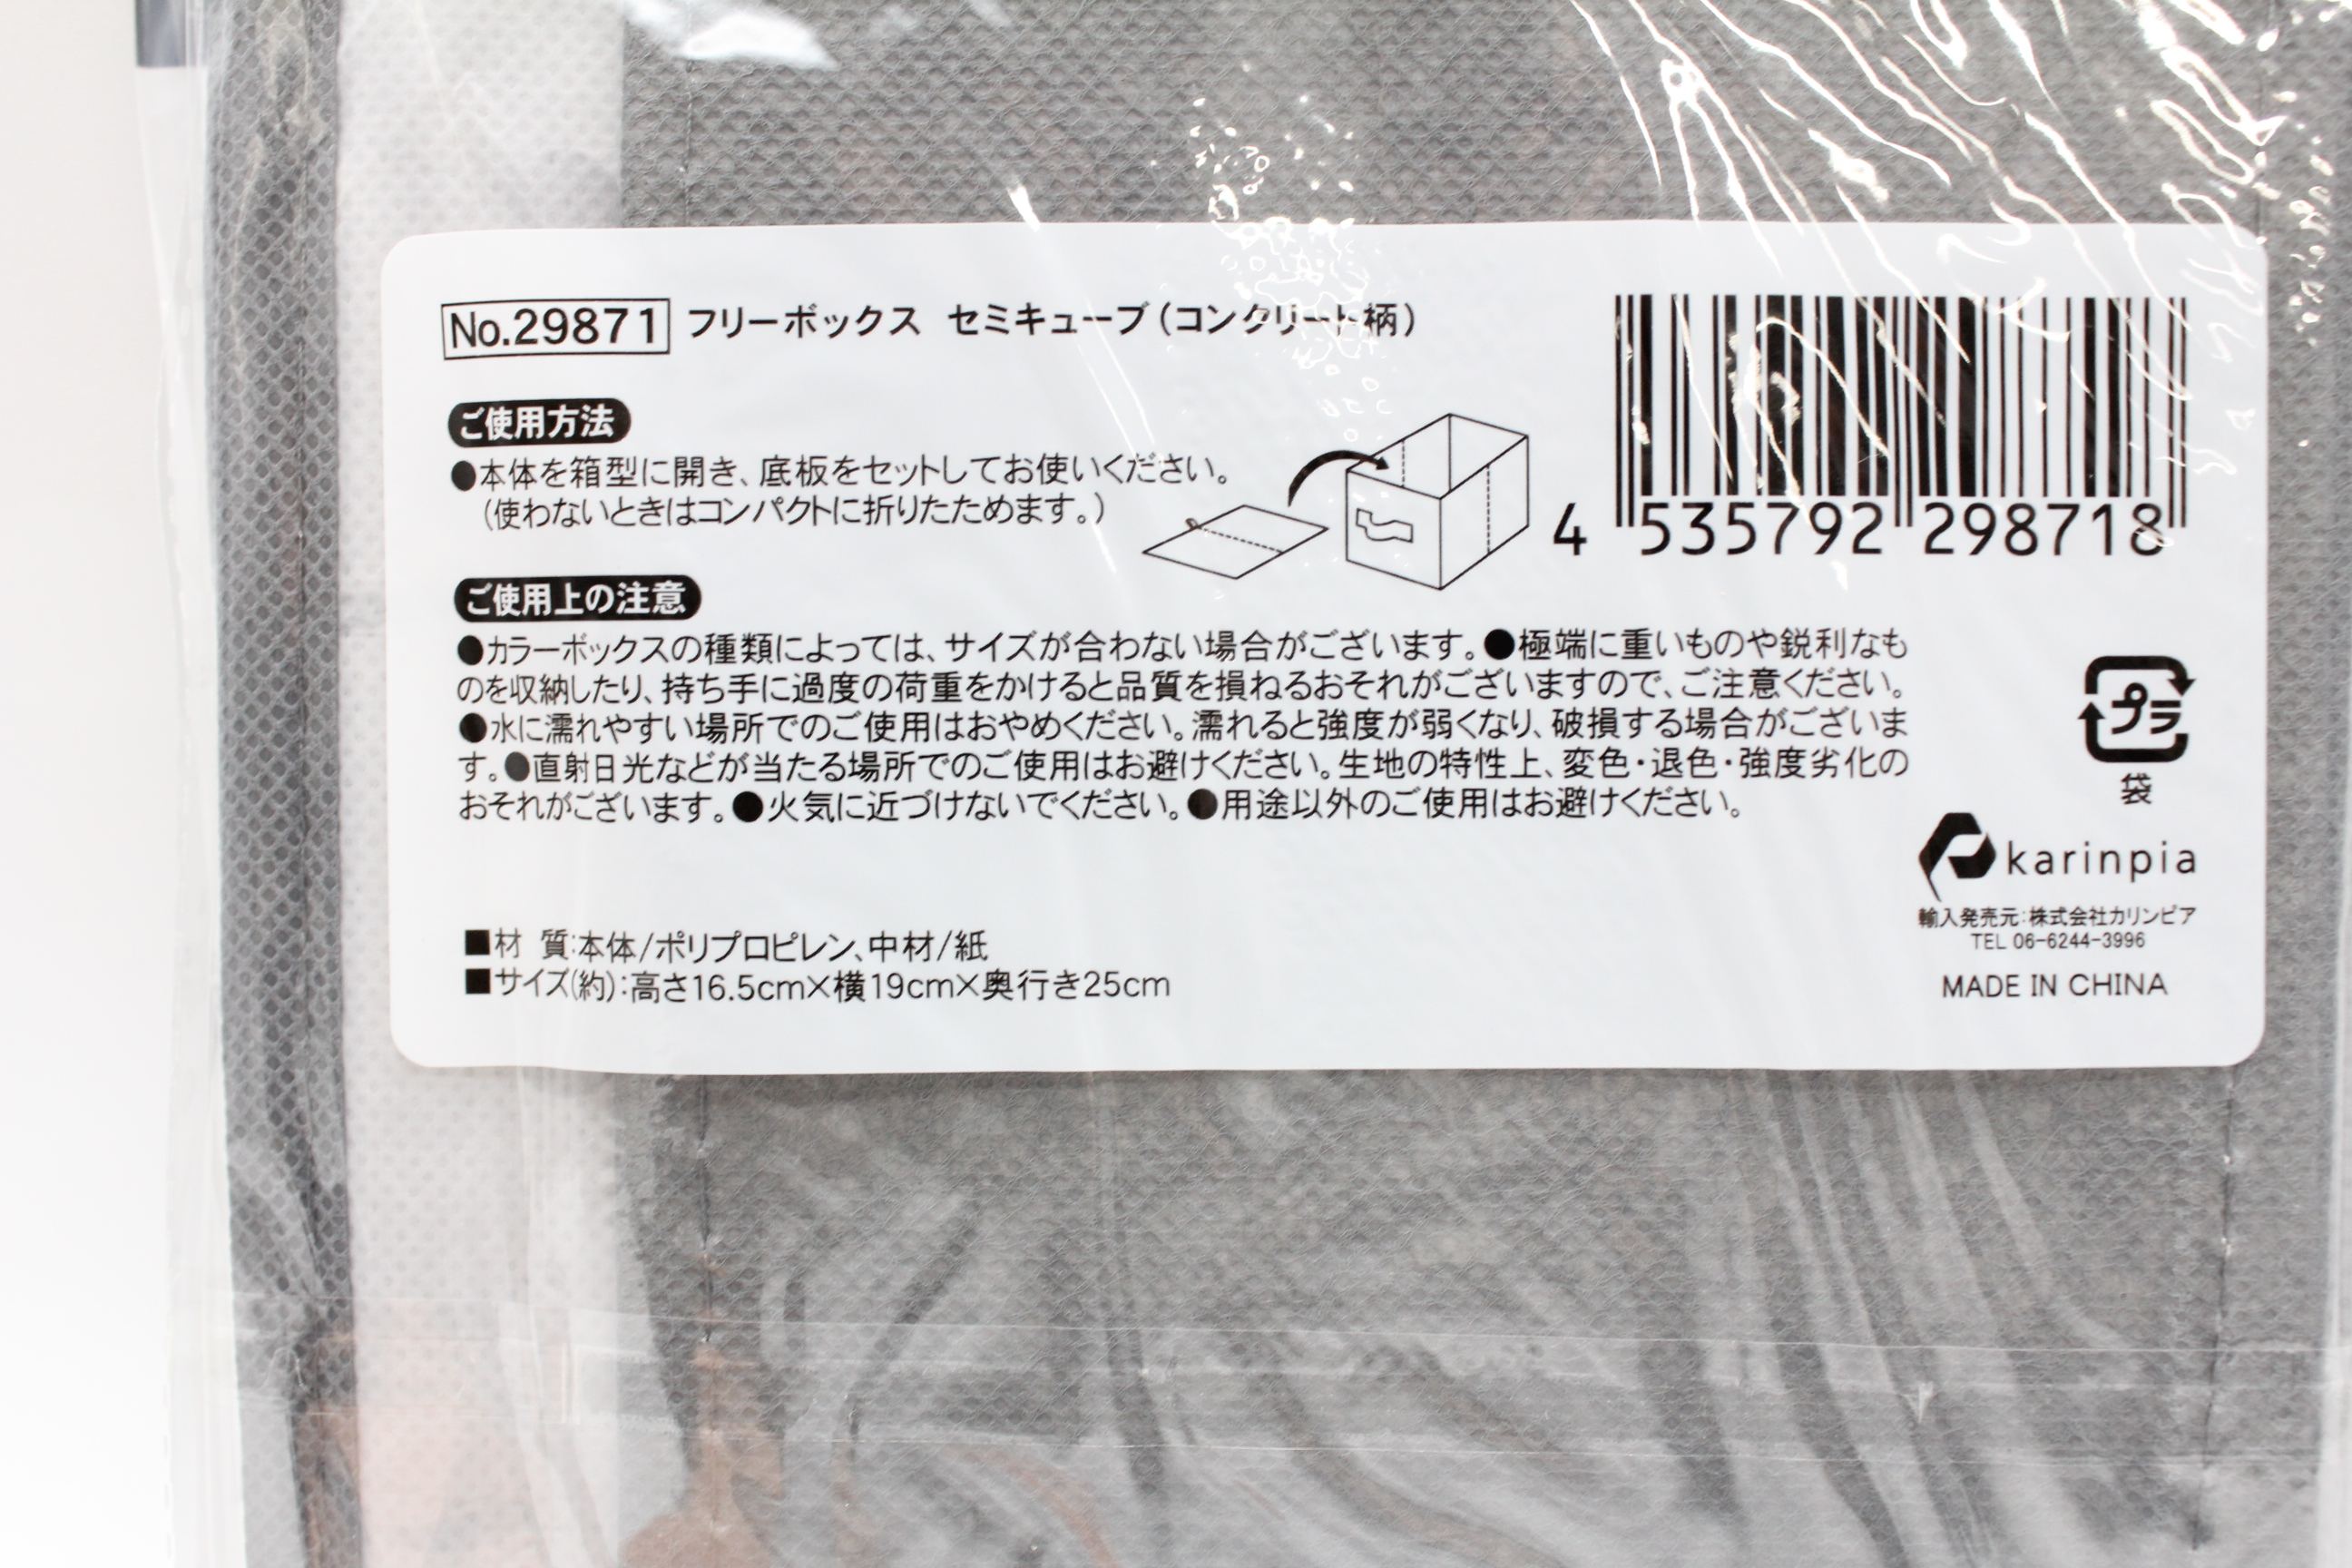 No.29871 フリーボックス セミキューブ(コンクリート柄)
ご使用方法
●本体を箱型に開き、底板をセットしてお使いください。
(使わないときはコンパクトに折りたためます。)
4 535792 298718
ご使用上の注意
●カラーボックスの種類によっては、サイズが合わない場合がございます。●極端に重いものや鋭利なも
のを収納したり、持ち手に過度の荷重をかけると品質を損ねるおそれがございますので、ご注意ください。
●水に濡れやすい場所でのご使用はおやめください。濡れると強度が弱くなり、破損する場合がございま
す。●直射日光などが当たる場所でのご使用はお避けください。生地の特性上、変色・退色・強度劣化の
おそれがございます。●火気に近づけないでください。●用途以外のご使用はお避けください。
プラ
袋
karinpia
輸入発売元:株式会社カリンピア
TEL 06-6244-3996
MADE IN CHINA
■材 質:本体/ポリプロピレン、中材/紙
■サイズ(約):高さ16.5cm×横19cm×奥行き25cm